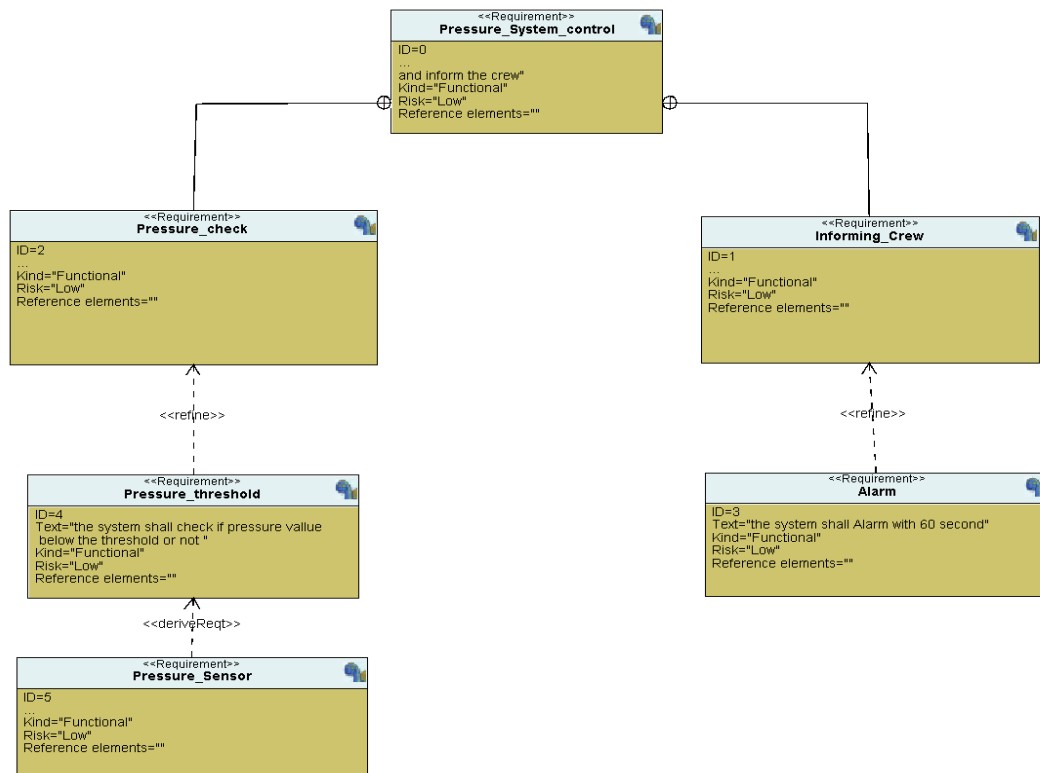 <<Requirement>>
Pressure_System_control
ID=0
...
and inform the crew"
Kind="Functional"
Risk="Low"
Reference elements=""
<<Requirement>>
Pressure_check
ID=2
...
Kind="Functional"
Risk="Low"
Reference elements=""
<<Requirement>>
Informing_Crew
ID=1
...
Kind="Functional"
Risk="Low"
Reference elements=""
<<refine>>
<<refine>>
<<Requirement>>
Pressure_threshold
ID=4
Text="the system shall check if pressure vallue
below the threshold or not "
Kind="Functional"
Risk="Low"
Reference elements=""
<<Requirement>>
Alarm
ID=3
Text="the system shall Alarm with 60 second"
Kind="Functional"
Risk="Low"
Reference elements=""
<<deriveReqt>>
<<Requirement>>
Pressure_Sensor
ID=5
...
Kind="Functional"
Risk="Low"
Reference elements=""